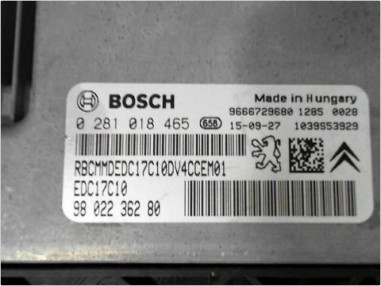 BOSCH
Made in Hungary
9666729680 1285 0028
0 281 018 465 658 15-09-27 1039S53929
RBCMMDEDC17C10DV4CCEM01
EDC17C10
98 022 362 80